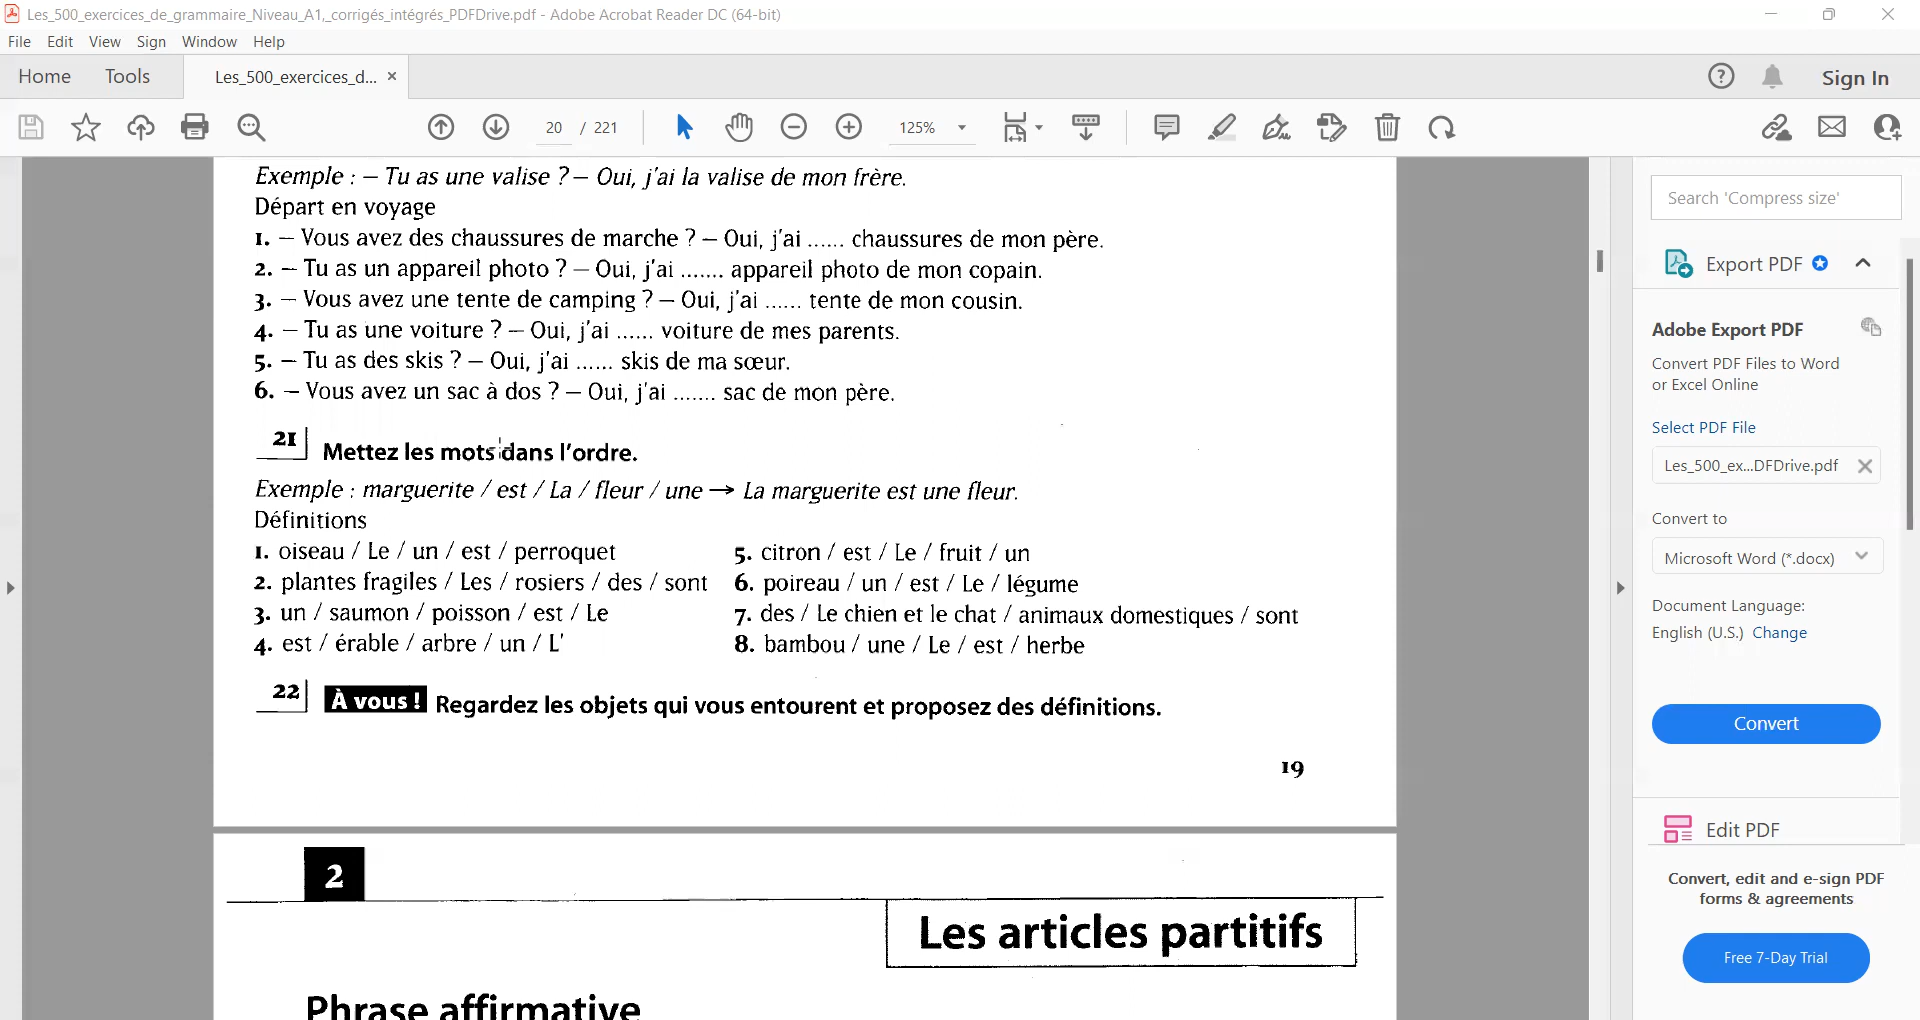 Les_500_exercices_de_grammaire_Niveau_A1,_corrigés_intégrés_PDFDrive.pdf - Adobe Acrobat Reader DC (64-bit)
File Edit View Sign Window Help
Home Tools Les_500_exercices_d... × Sign In
20 / 221 125%
Exemple : – Tu as une valise ? – Oui, j'ai la valise de mon frère.
Départ en voyage
1. – Vous avez des chaussures de marche ? – Oui, j'ai ...... chaussures de mon père.
2. – Tu as un appareil photo ? – Oui, j'ai ....... appareil photo de mon copain.
3. – Vous avez une tente de camping ? – Oui, j'ai ...... tente de mon cousin.
4. – Tu as une voiture ? – Oui, j'ai ...... voiture de mes parents.
5. – Tu as des skis ? – Oui, j'ai ...... skis de ma sœur.
6. – Vous avez un sac à dos ? – Oui, j'ai ....... sac de mon père.
21 Mettez les mots dans l'ordre.
Exemple : marguerite / est / La / fleur / une → La marguerite est une fleur.
Définitions
1. oiseau / Le / un / est / perroquet
2. plantes fragiles / Les / rosiers / des / sont
3. un / saumon / poisson / est / Le
4. est / érable / arbre / un / L'
5. citron / est / Le / fruit / un
6. poireau / un / est / Le / légume
7. des / Le chien et le chat / animaux domestiques / sont
8. bambou / une / Le / est / herbe
22 À vous ! Regardez les objets qui vous entourent et proposez des définitions.
19
2
Les articles partitifs
Phrase affirmative
Search 'Compress size'
Export PDF
Adobe Export PDF
Convert PDF Files to Word
or Excel Online
Select PDF File
Les_500_ex...DFDrive.pdf
Convert to
Microsoft Word (*.docx)
Document Language:
English (U.S.) Change
Convert
Edit PDF
Convert, edit and e-sign PDF
forms & agreements
Free 7-Day Trial